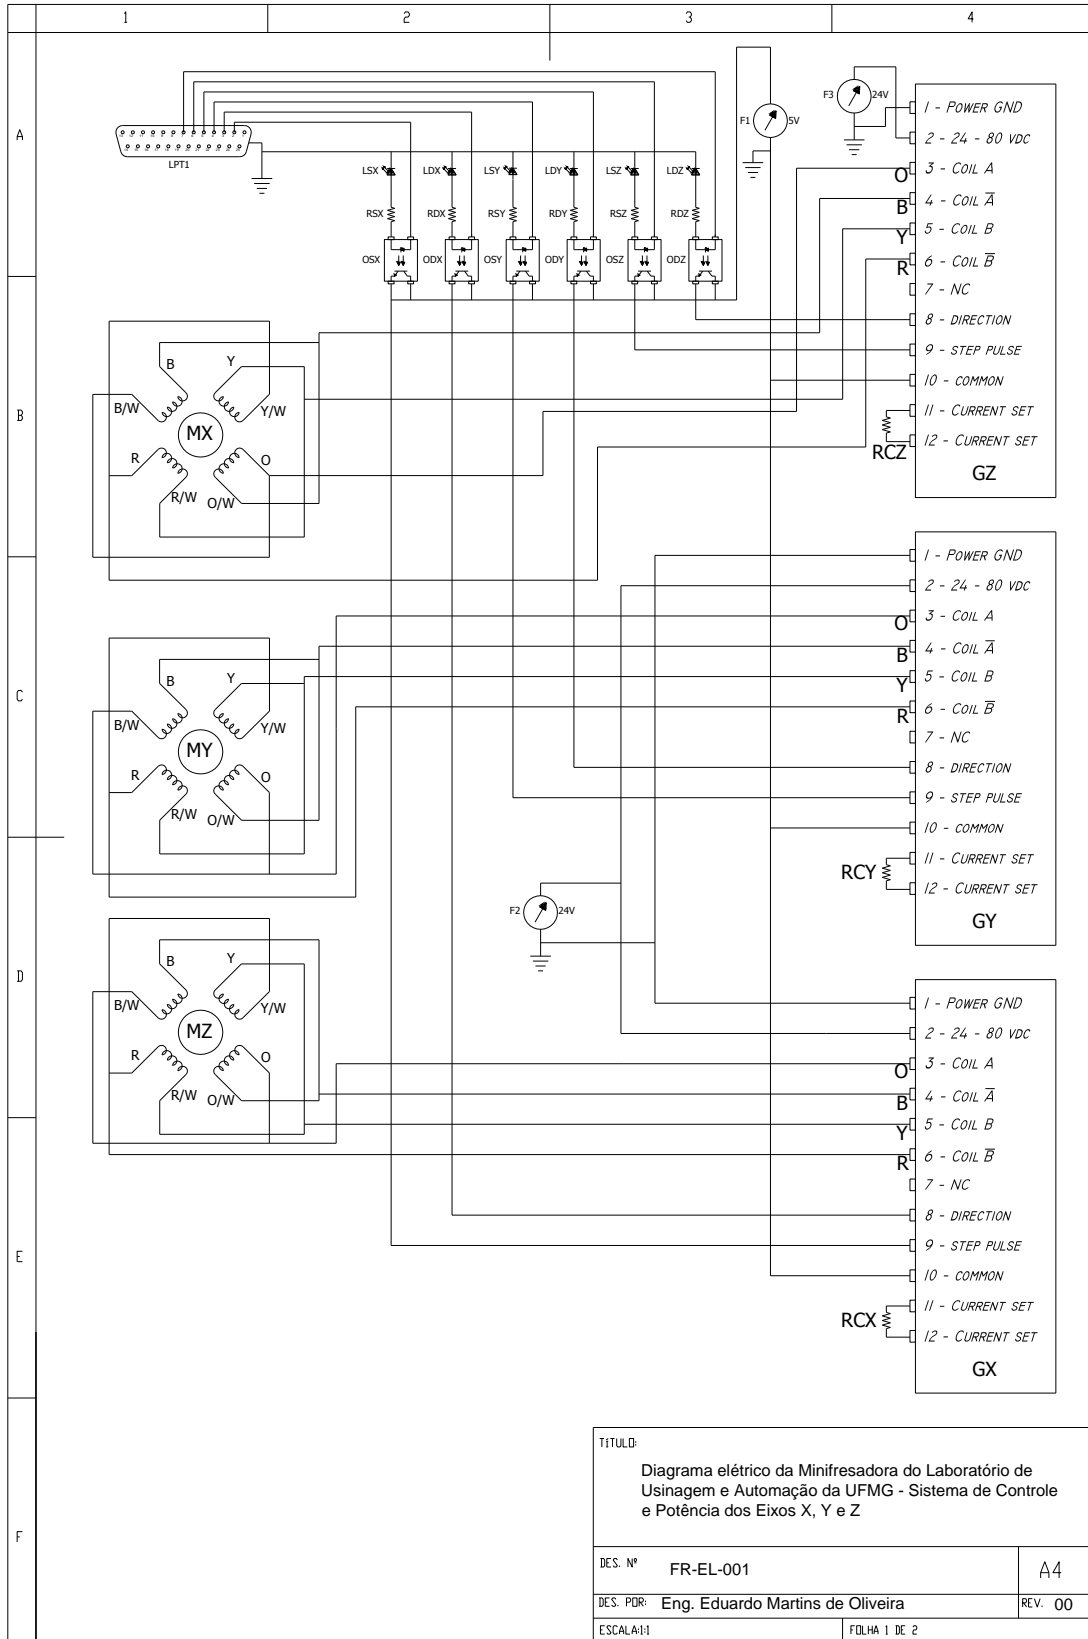 1 2 3 4
A
B
C
D
E
F
LPT1
F1 5V
F3 24V
LSX LDX LSY LDY LSZ LDZ
RSX RDX RSY RDY RSZ RDZ
OSX ODX OSY ODY OSZ ODZ
1 - POWER GND
2 - 24 - 80 VDC
O 3 - COIL A
B 4 - COIL A̅
Y 5 - COIL B
R 6 - COIL B̅
7 - NC
8 - DIRECTION
9 - STEP PULSE
10 - COMMON
11 - CURRENT SET
12 - CURRENT SET
RCZ
GZ
B Y
B/W Y/W
MX
R O
R/W O/W
1 - POWER GND
2 - 24 - 80 VDC
O 3 - COIL A
B 4 - COIL A̅
Y 5 - COIL B
R 6 - COIL B̅
7 - NC
8 - DIRECTION
9 - STEP PULSE
10 - COMMON
11 - CURRENT SET
12 - CURRENT SET
RCY
GY
B Y
B/W Y/W
MY
R O
R/W O/W
F2 24V
B Y
B/W Y/W
MZ
R O
R/W O/W
1 - POWER GND
2 - 24 - 80 VDC
O 3 - COIL A
B 4 - COIL A̅
Y 5 - COIL B
R 6 - COIL B̅
7 - NC
8 - DIRECTION
9 - STEP PULSE
10 - COMMON
11 - CURRENT SET
12 - CURRENT SET
RCX
GX
TÍTULO:
Diagrama elétrico da Minifresadora do Laboratório de
Usinagem e Automação da UFMG - Sistema de Controle
e Potência dos Eixos X, Y e Z
DES. Nº FR-EL-001 A4
DES. POR: Eng. Eduardo Martins de Oliveira REV. 00
ESCALA:1:1 FOLHA 1 DE 2